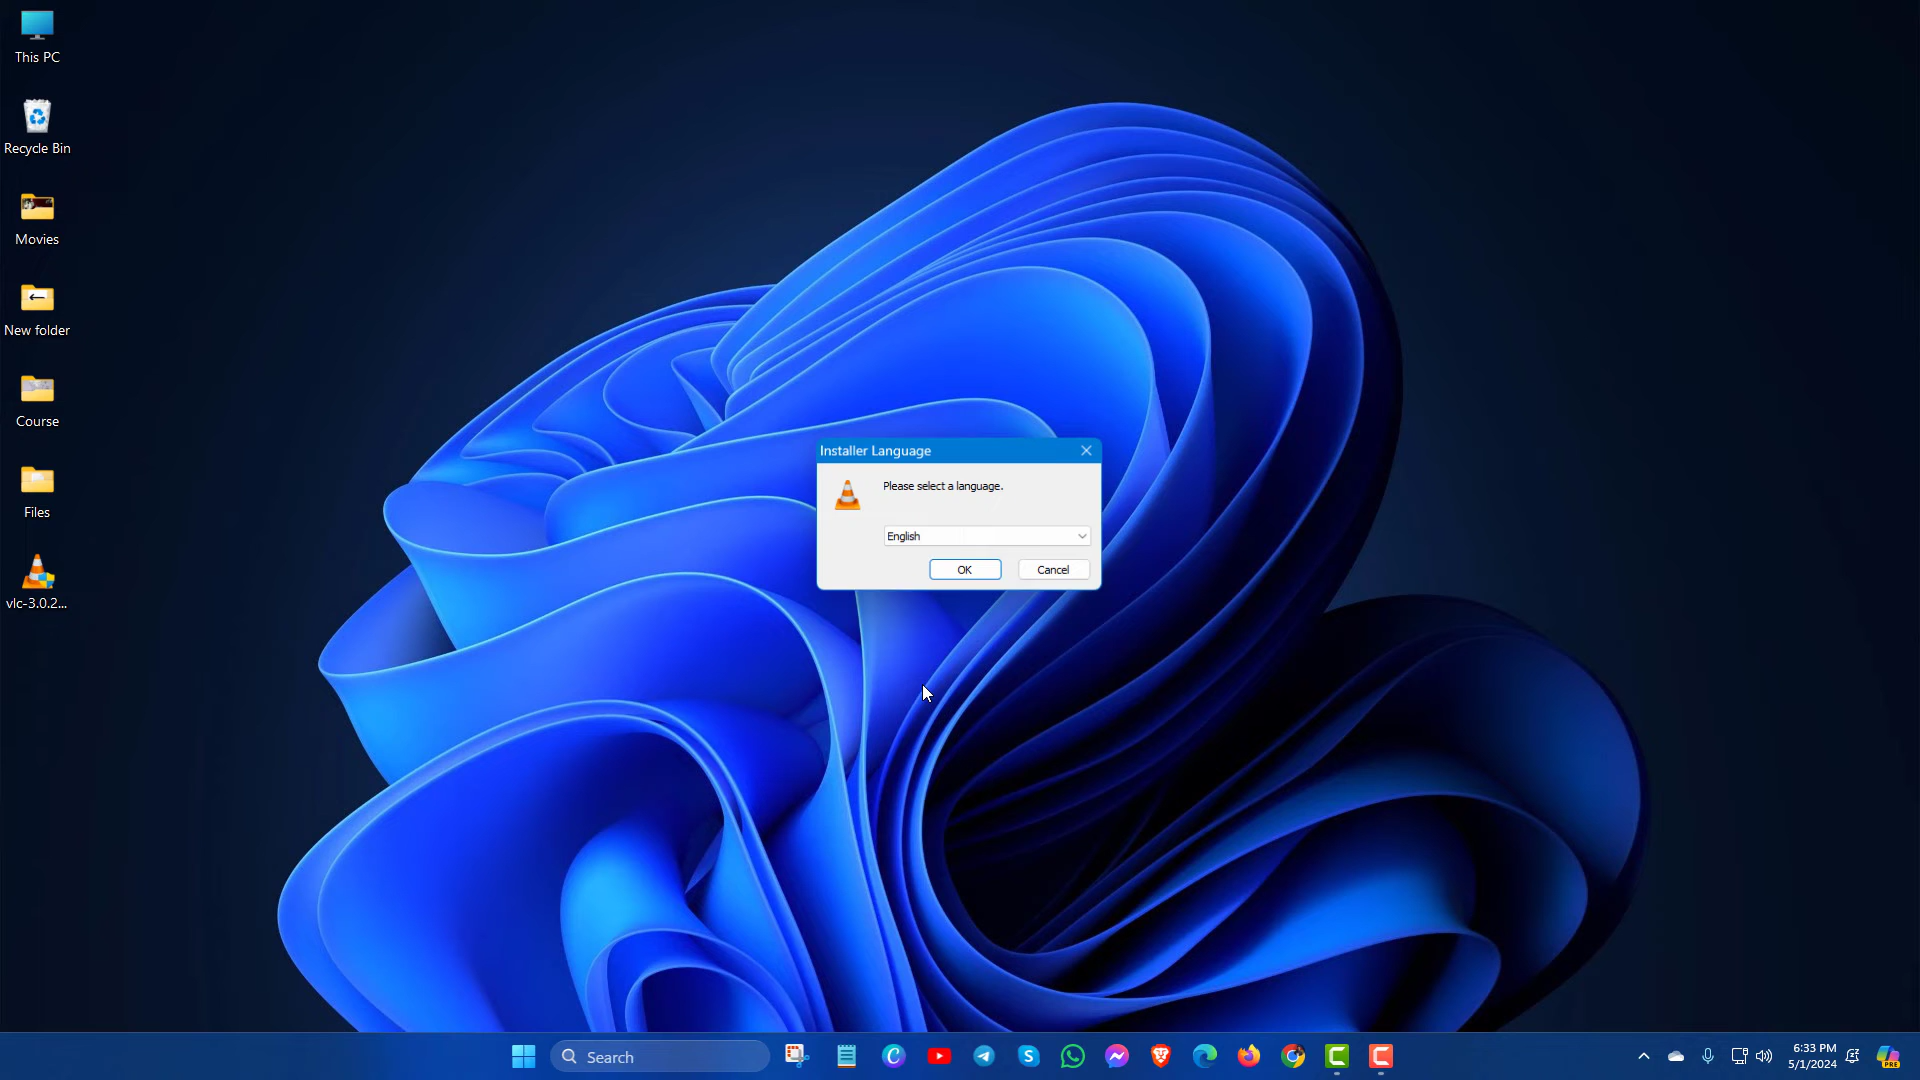 This PC
Recycle Bin
Movies
New folder
Course
Files
vlc-3.0.2...
Installer Language
Please select a language.
English
OK
Cancel
Search
6:33 PM
5/1/2024
PRE